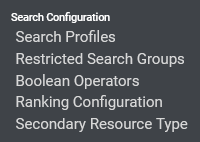 Search Configuration
Search Profiles
Restricted Search Groups
Boolean Operators
Ranking Configuration
Secondary Resource Type